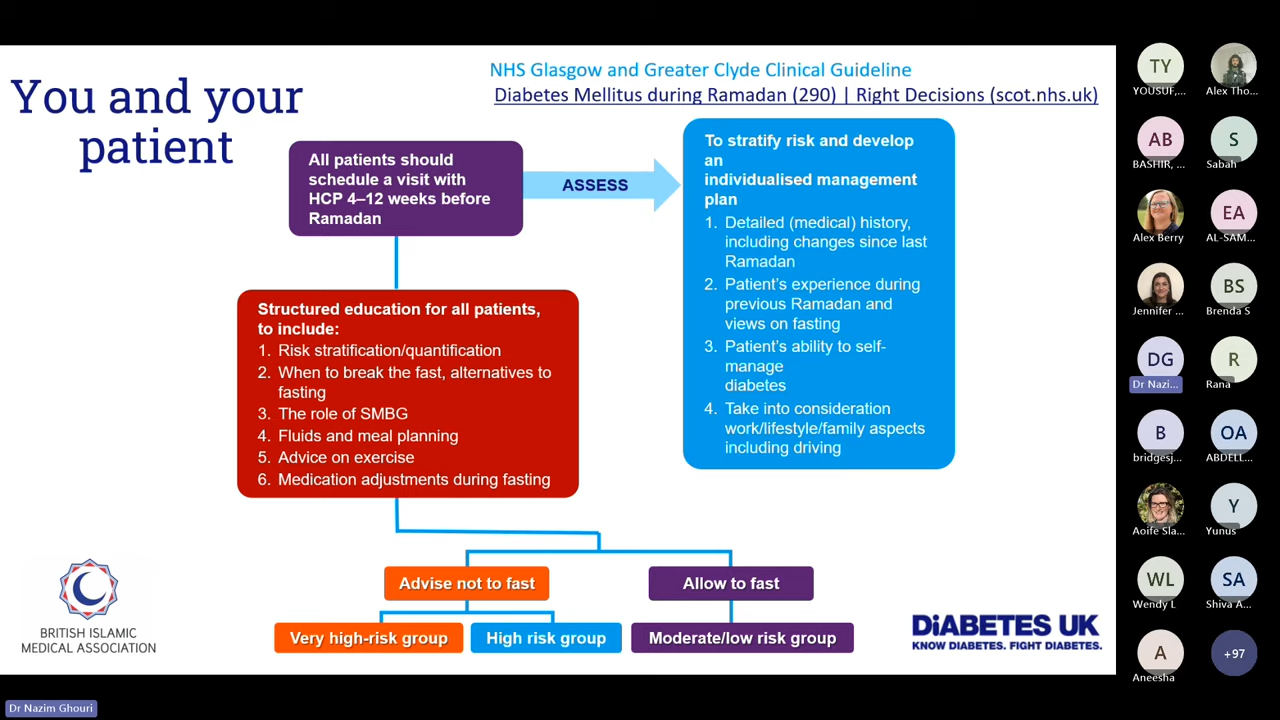 You and your
patient
NHS Glasgow and Greater Clyde Clinical Guideline
Diabetes Mellitus during Ramadan (290) | Right Decisions (scot.nhs.uk)
All patients should
schedule a visit with
HCP 4–12 weeks before
Ramadan
ASSESS
To stratify risk and develop
an
individualised management
plan
1. Detailed (medical) history,
including changes since last
Ramadan
2. Patient's experience during
previous Ramadan and
views on fasting
3. Patient's ability to self-
manage
diabetes
4. Take into consideration
work/lifestyle/family aspects
including driving
Structured education for all patients,
to include:
1. Risk stratification/quantification
2. When to break the fast, alternatives to
fasting
3. The role of SMBG
4. Fluids and meal planning
5. Advice on exercise
6. Medication adjustments during fasting
Advise not to fast
Allow to fast
Very high-risk group
High risk group
Moderate/low risk group
BRITISH ISLAMIC
MEDICAL ASSOCIATION
DiABETES UK
KNOW DIABETES. FIGHT DIABETES.
TY
YOUSUF,...
Alex Tho...
AB
BASHIR, ...
S
Sabah
Alex Berry
EA
AL-SAM...
Jennifer ...
BS
Brenda S
DG
Dr Nazi...
R
Rana
B
bridgesj...
OA
ABDELL...
Aoife Sla...
Y
Yunus
WL
Wendy L
SA
Shiva A...
A
Aneesha
+97
Dr Nazim Ghouri